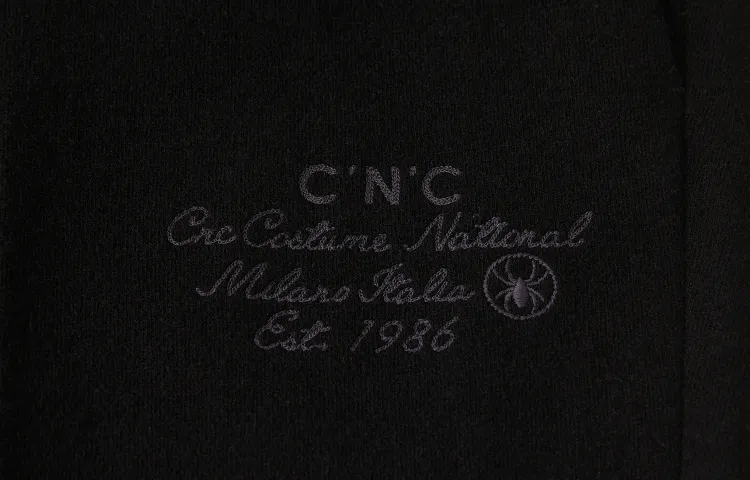 C'N'C
Cnc Costume National
Milano Italia
Est. 1986